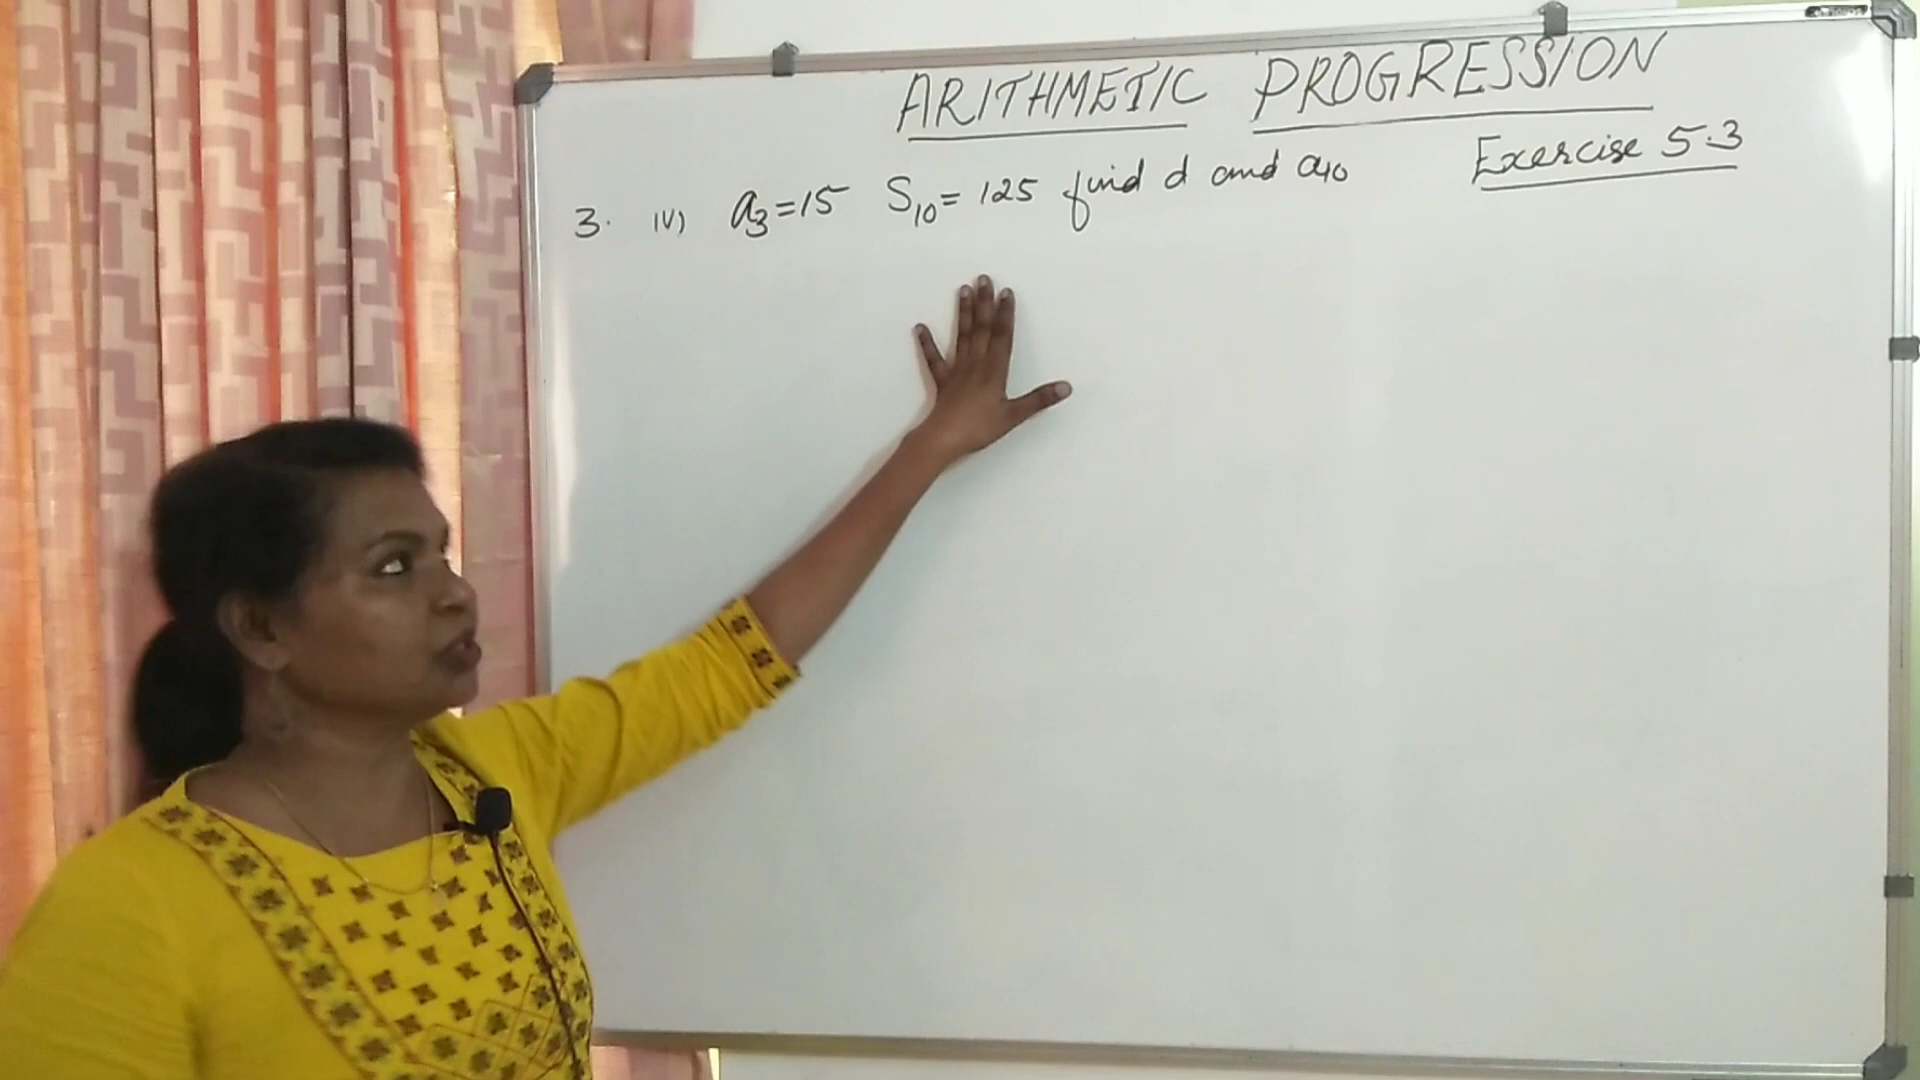 ARITHMETIC PROGRESSION
Exercise 5.3
3. IV) a₃=15 S₁₀= 125 find d and a₁₀